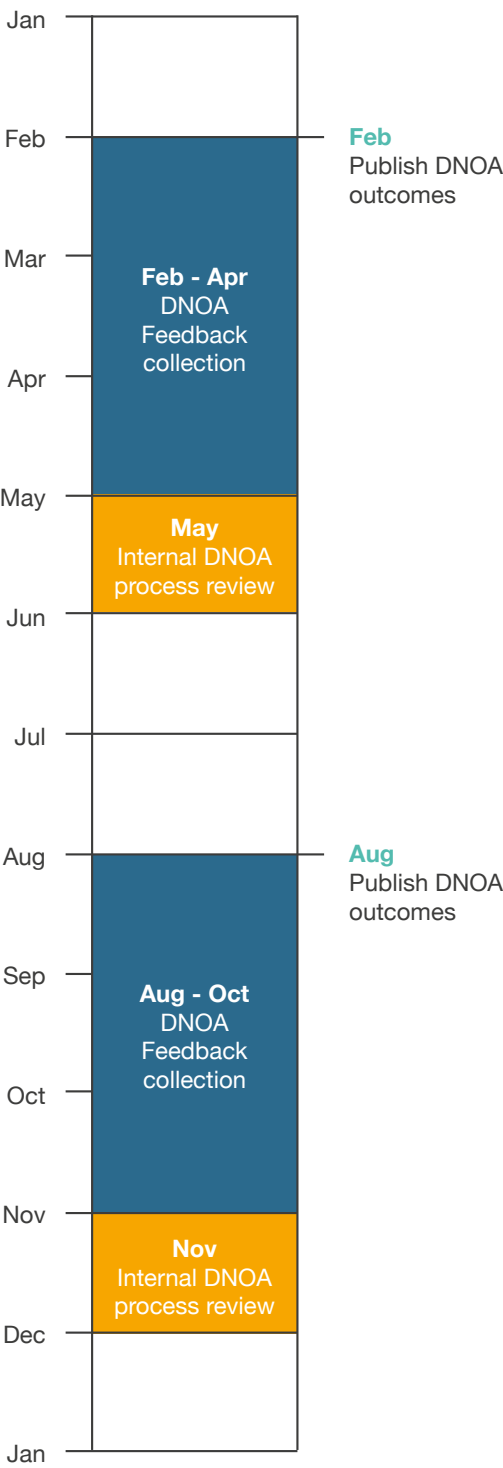 Jan
Feb
Feb
Publish DNOA
outcomes
Mar
Feb - Apr
DNOA
Feedback
collection
Apr
May
May
Internal DNOA
process review
Jun
Jul
Aug
Aug
Publish DNOA
outcomes
Sep
Aug - Oct
DNOA
Feedback
collection
Oct
Nov
Nov
Internal DNOA
process review
Dec
Jan